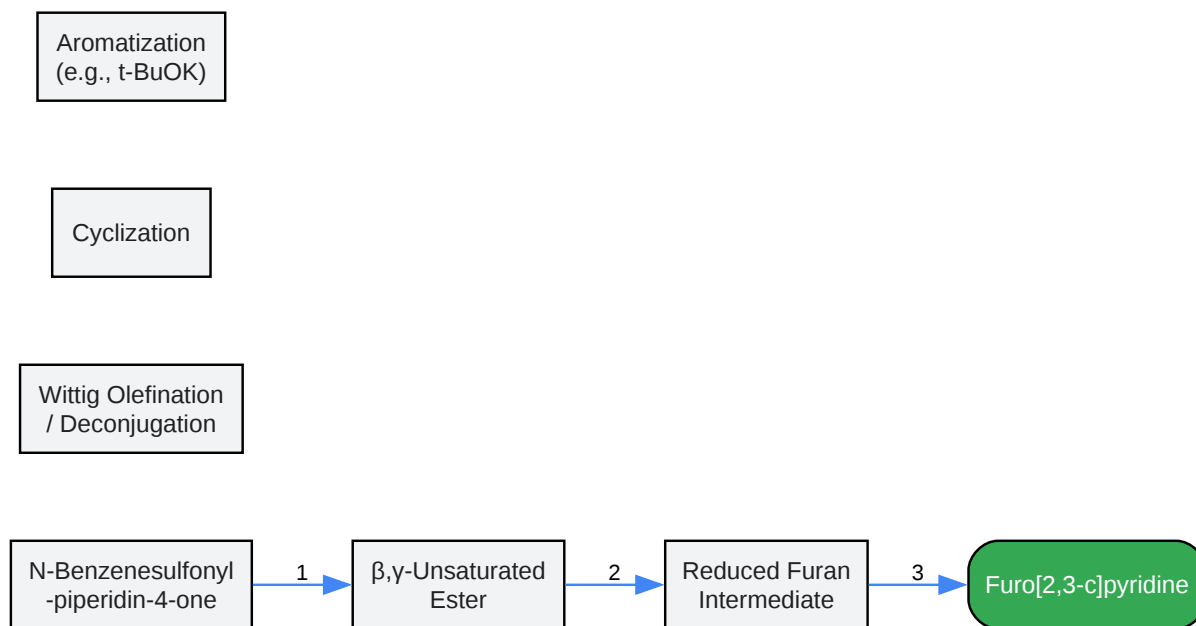 Aromatization
(e.g., t-BuOK)
Cyclization
Wittig Olefination
/ Deconjugation
N-Benzenesulfonyl
-piperidin-4-one
1
β,γ-Unsaturated
Ester
2
Reduced Furan
Intermediate
3
Furo[2,3-c]pyridine